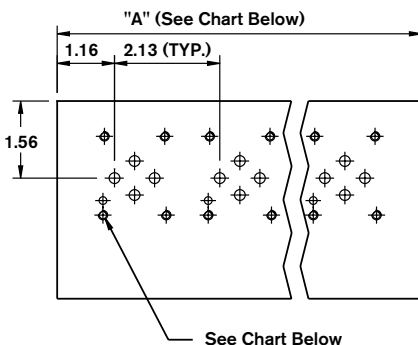 "A" (See Chart Below)
1.16
2.13 (TYP.)
1.56
See Chart Below